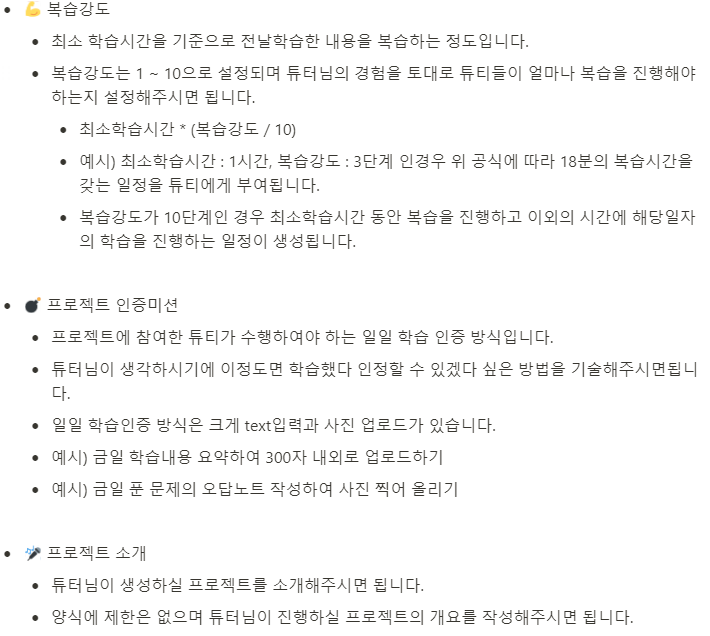 💪 복습강도
최소 학습시간을 기준으로 전날학습한 내용을 복습하는 정도입니다.
복습강도는 1 ~ 10으로 설정되며 튜터님의 경험을 토대로 튜티들이 얼마나 복습을 진행해야
하는지 설정해주시면 됩니다.
최소학습시간 * (복습강도 / 10)
예시) 최소학습시간 : 1시간, 복습강도 : 3단계 인경우 위 공식에 따라 18분의 복습시간을
갖는 일정을 튜티에게 부여됩니다.
복습강도가 10단계인 경우 최소학습시간 동안 복습을 진행하고 이외의 시간에 해당일자
의 학습을 진행하는 일정이 생성됩니다.
💣 프로젝트 인증미션
프로젝트에 참여한 튜티가 수행하여야 하는 일일 학습 인증 방식입니다.
튜터님이 생각하시기에 이정도면 학습했다 인정할 수 있겠다 싶은 방법을 기술해주시면됩니
다.
일일 학습인증 방식은 크게 text입력과 사진 업로드가 있습니다.
예시) 금일 학습내용 요약하여 300자 내외로 업로드하기
예시) 금일 푼 문제의 오답노트 작성하여 사진 찍어 올리기
프로젝트 소개
튜터님이 생성하실 프로젝트를 소개해주시면 됩니다.
양식에 제한은 없으며 튜터님이 진행하실 프로젝트의 개요를 작성해주시면 됩니다.